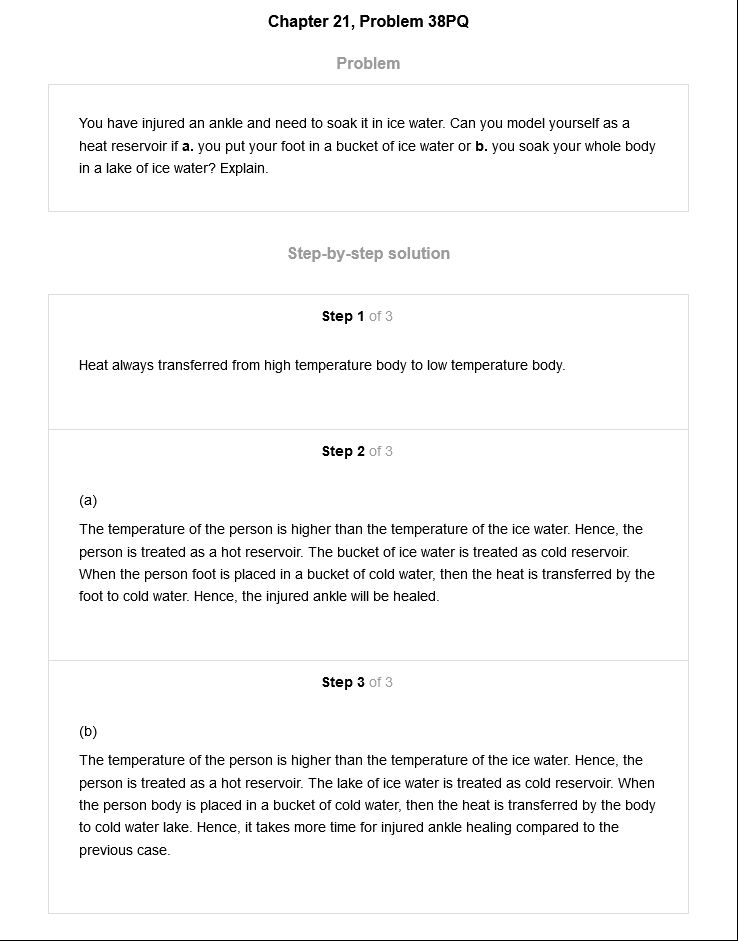 Chapter 21, Problem 38PQ
Problem
You have injured an ankle and need to soak it in ice water. Can you model yourself as a
heat reservoir if a. you put your foot in a bucket of ice water or b. you soak your whole body
in a lake of ice water? Explain.
Step-by-step solution
Step 1 of 3
Heat always transferred from high temperature body to low temperature body.
Step 2 of 3
(a)
The temperature of the person is higher than the temperature of the ice water. Hence, the
person is treated as a hot reservoir. The bucket of ice water is treated as cold reservoir.
When the person foot is placed in a bucket of cold water, then the heat is transferred by the
foot to cold water. Hence, the injured ankle will be healed.
Step 3 of 3
(b)
The temperature of the person is higher than the temperature of the ice water. Hence, the
person is treated as a hot reservoir. The lake of ice water is treated as cold reservoir. When
the person body is placed in a bucket of cold water, then the heat is transferred by the body
to cold water lake. Hence, it takes more time for injured ankle healing compared to the
previous case.